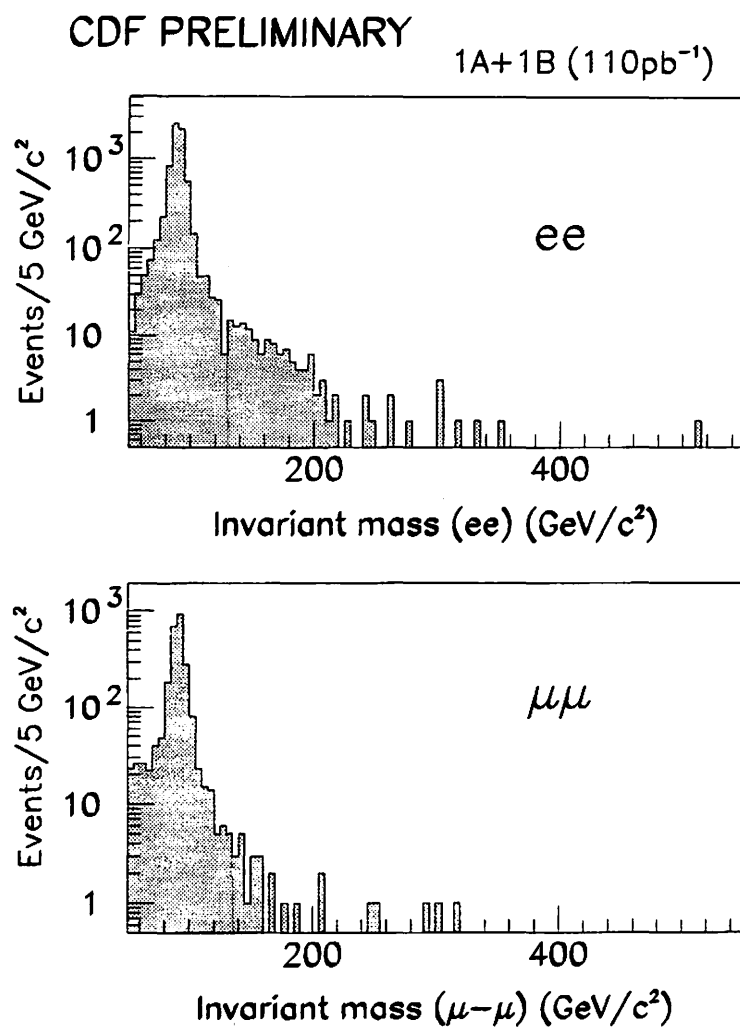 CDF PRELIMINARY
1A+1B (110pb⁻¹)
Events/5 GeV/c²
10³
10²
10
1
ee
200 400
Invariant mass (ee) (GeV/c²)
Events/5 GeV/c²
10³
10²
10
1
μμ
200 400
Invariant mass (μ–μ) (GeV/c²)